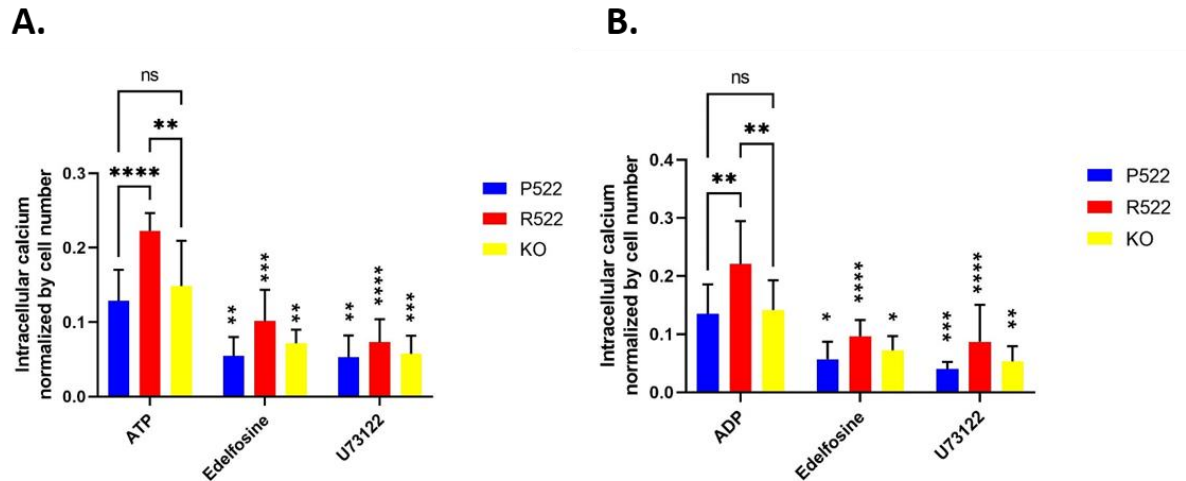 A.
ns
**
****
0.3
0.2
0.1
0.0
Intracellular calcium
normalized by cell number
**
***
**
**
****
***
ATP
Edelfosine
U73122
P522
R522
KO
B.
ns
**
**
0.4
0.3
0.2
0.1
0.0
Intracellular calcium
normalized by cell number
*
****
*
***
****
**
ADP
Edelfosine
U73122
P522
R522
KO